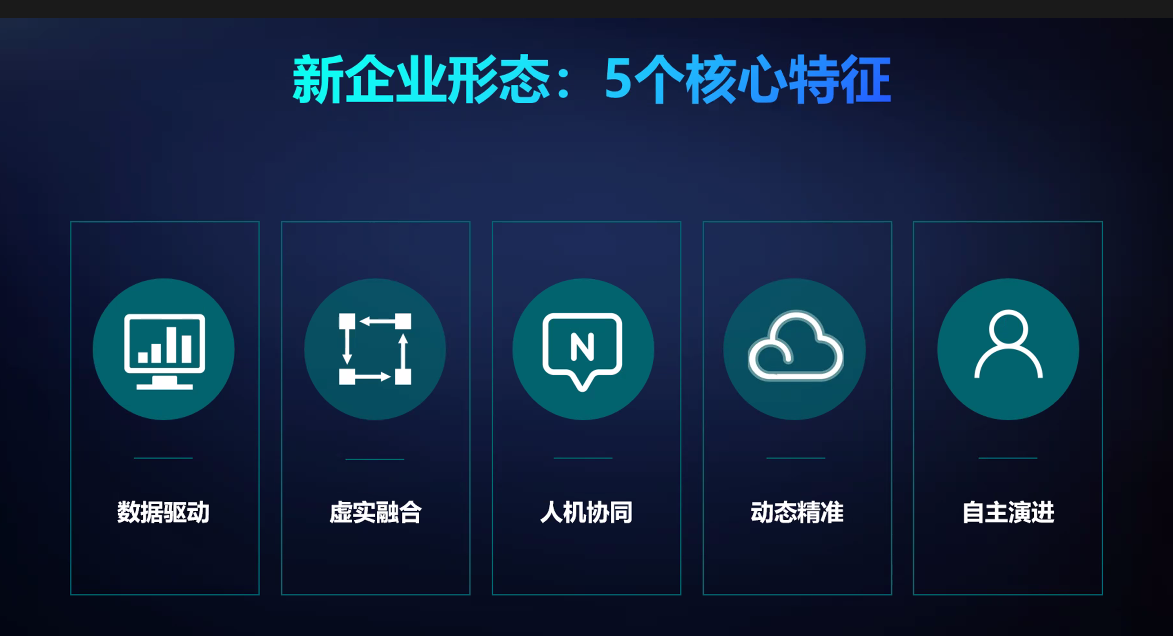 新企业形态：5个核心特征
N
数据驱动
虚实融合
人机协同
动态精准
自主演进